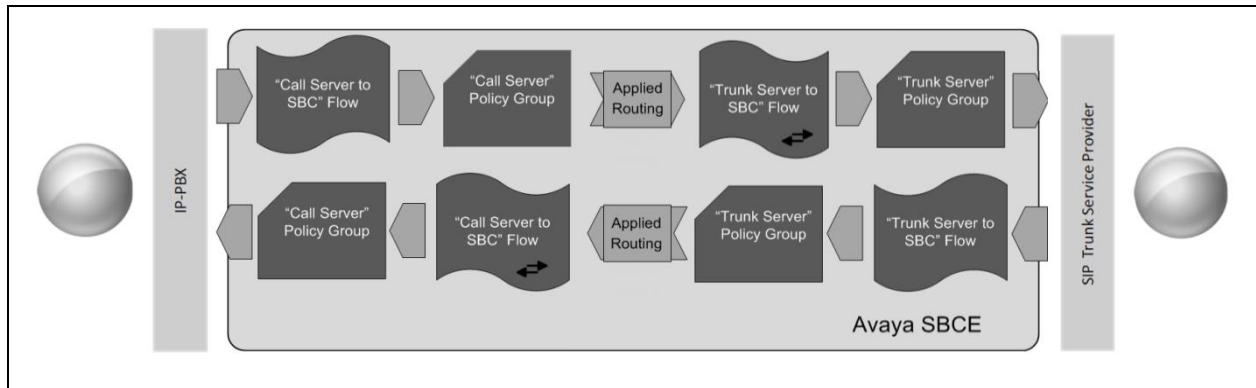 IP-PBX
“Call Server to
SBC” Flow
“Call Server”
Policy Group
Applied
Routing
“Trunk Server to
SBC” Flow
“Trunk Server”
Policy Group
“Call Server”
Policy Group
“Call Server to
SBC” Flow
Applied
Routing
“Trunk Server”
Policy Group
“Trunk Server to
SBC” Flow
SIP Trunk Service Provider
Avaya SBCE